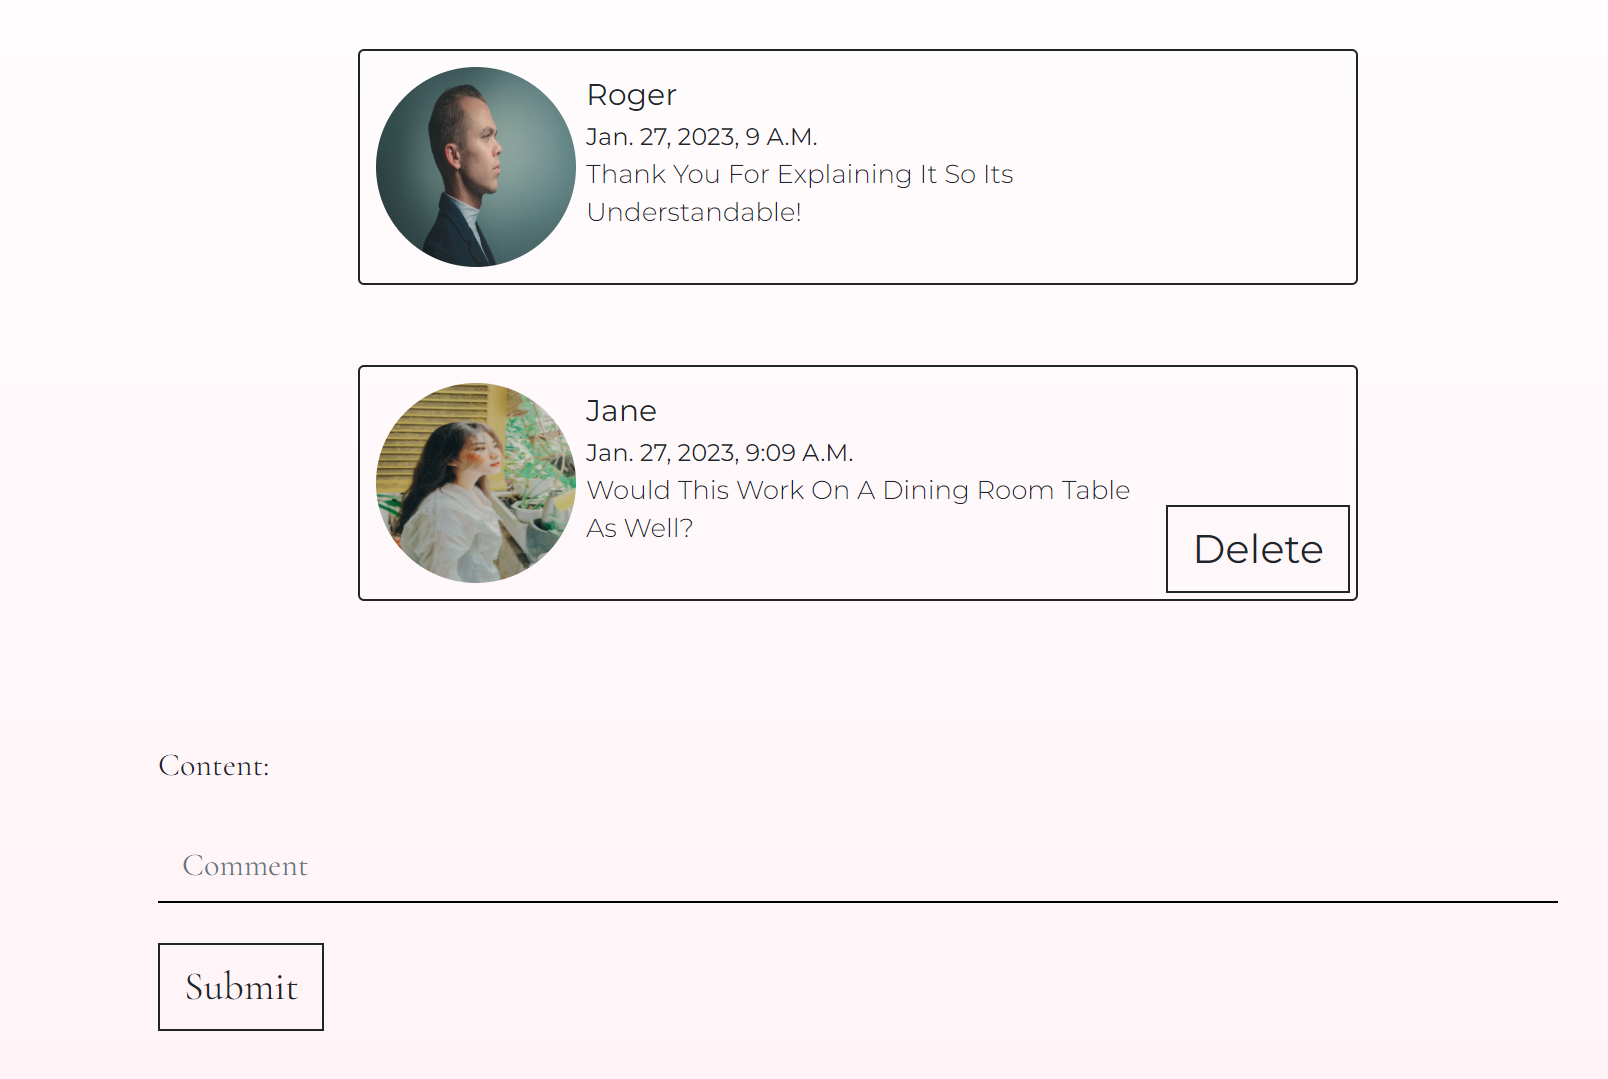 Roger
Jan. 27, 2023, 9 A.M.
Thank You For Explaining It So Its
Understandable!
Jane
Jan. 27, 2023, 9:09 A.M.
Would This Work On A Dining Room Table
As Well?
Delete
Content:
Comment
Submit